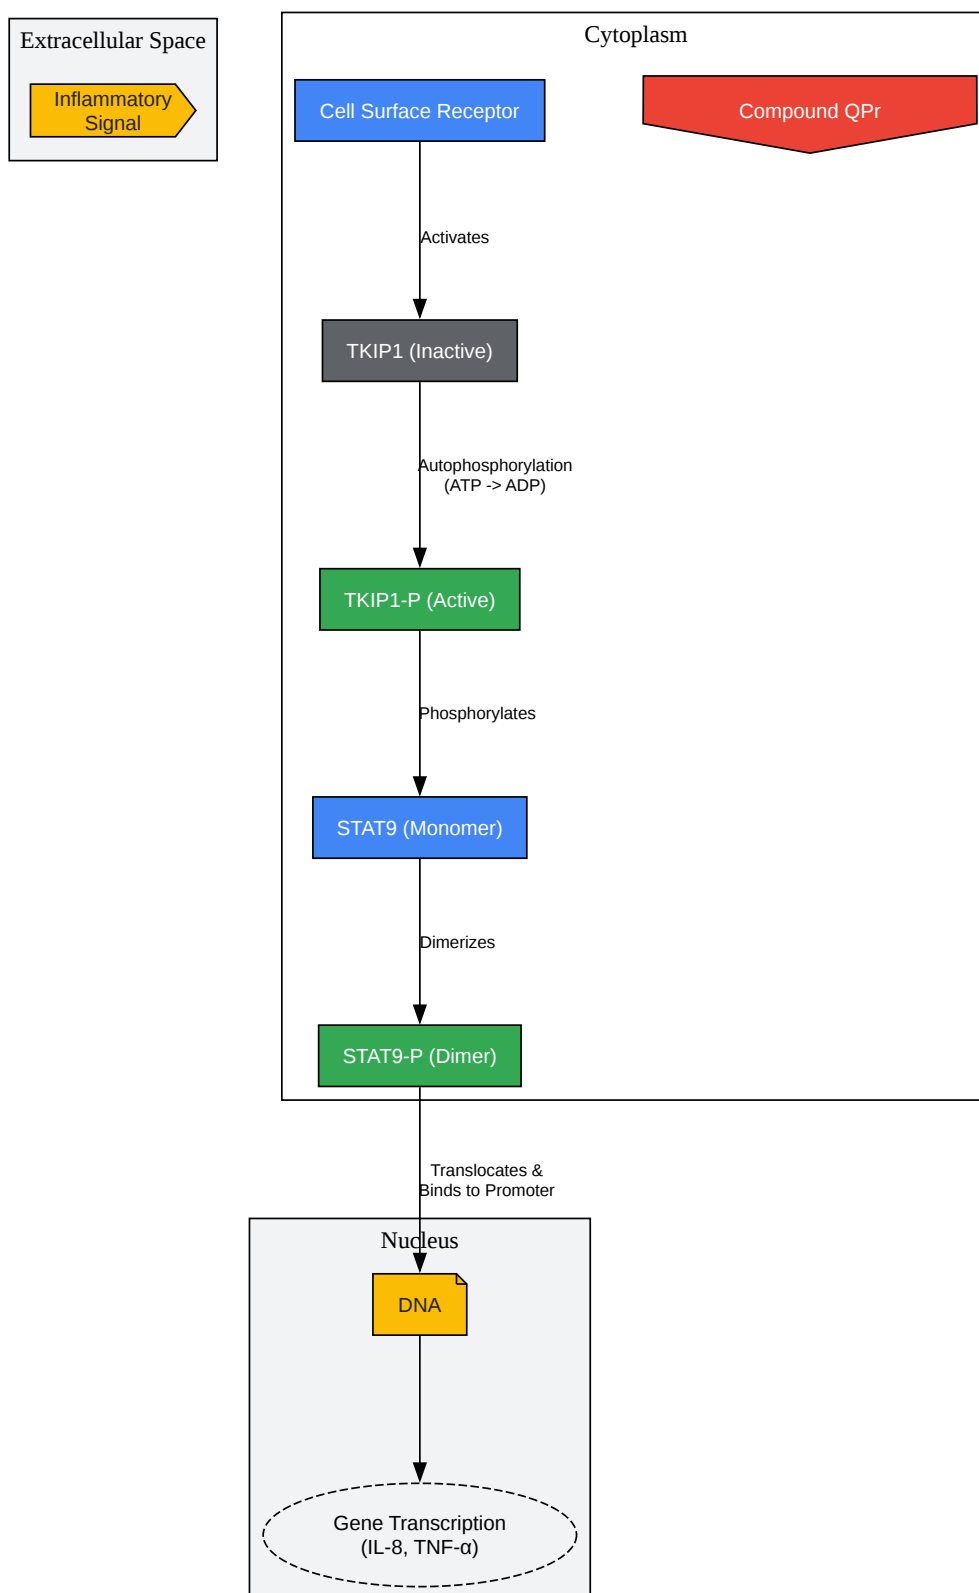 Extracellular Space
Inflammatory
Signal
Cytoplasm
Cell Surface Receptor
Compound QPr
Activates
TKIP1 (Inactive)
Autophosphorylation
(ATP -> ADP)
TKIP1-P (Active)
Phosphorylates
STAT9 (Monomer)
Dimerizes
STAT9-P (Dimer)
Translocates &
Binds to Promoter
Nucleus
DNA
Gene Transcription
(IL-8, TNF-α)